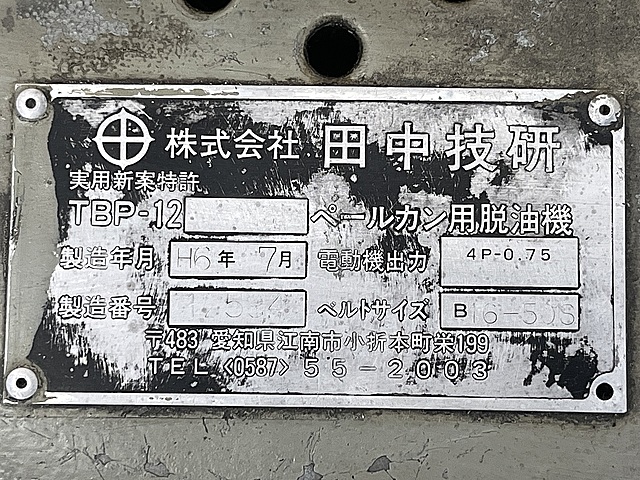 株式会社 田中技研
実用新案特許
TBP-12 ペールカン用脱油機
製造年月 H6年 7月 電動機出力 4P-0.75
製造番号 ベルトサイズ B
〒483 愛知県江南市小折本町栄199
TEL <0587> 55-2003